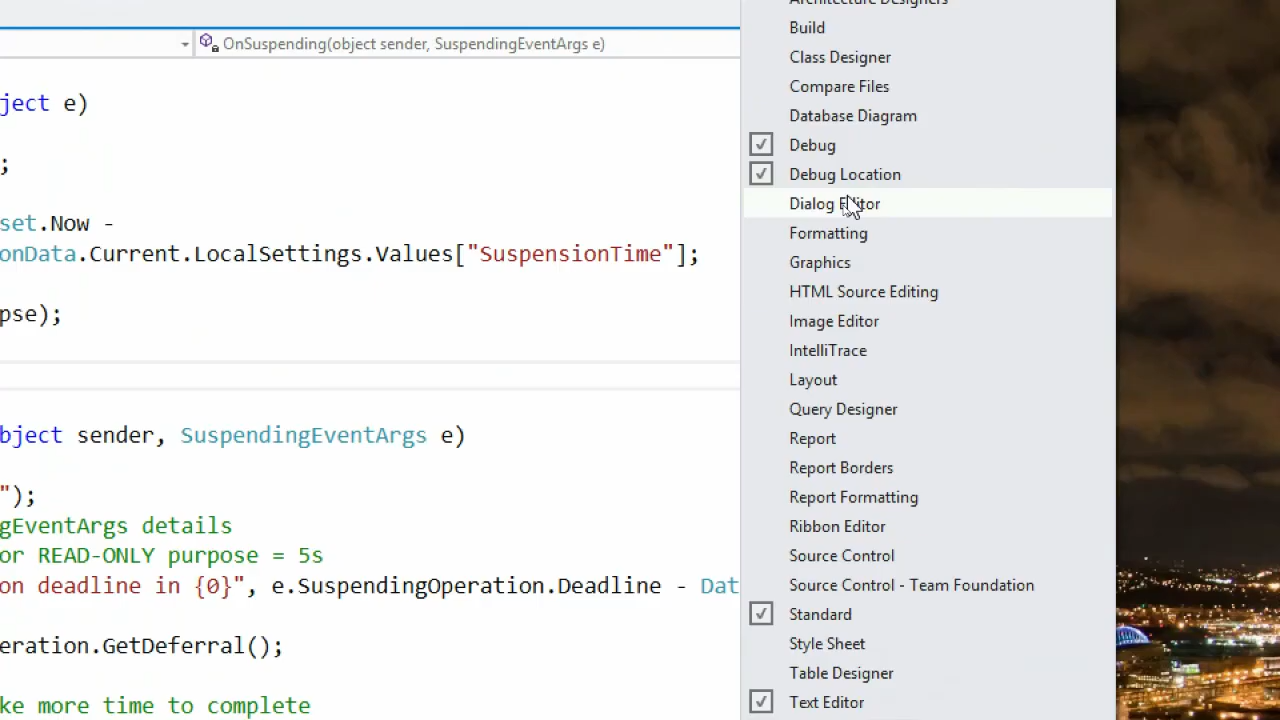 Architecture Designers
OnSuspending(object sender, SuspendingEventArgs e)
Build
Class Designer
Compare Files
Database Diagram
Debug
Debug Location
Dialog Editor
Formatting
Graphics
HTML Source Editing
Image Editor
IntelliTrace
Layout
Query Designer
Report
Report Borders
Report Formatting
Ribbon Editor
Source Control
Source Control - Team Foundation
Standard
Style Sheet
Table Designer
Text Editor
ject e)
;
set.Now -
onData.Current.LocalSettings.Values["SuspensionTime"];
pse);
bject sender, SuspendingEventArgs e)
");
gEventArgs details
or READ-ONLY purpose = 5s
on deadline in {0}", e.SuspendingOperation.Deadline - Dat
eration.GetDeferral();
ke more time to complete